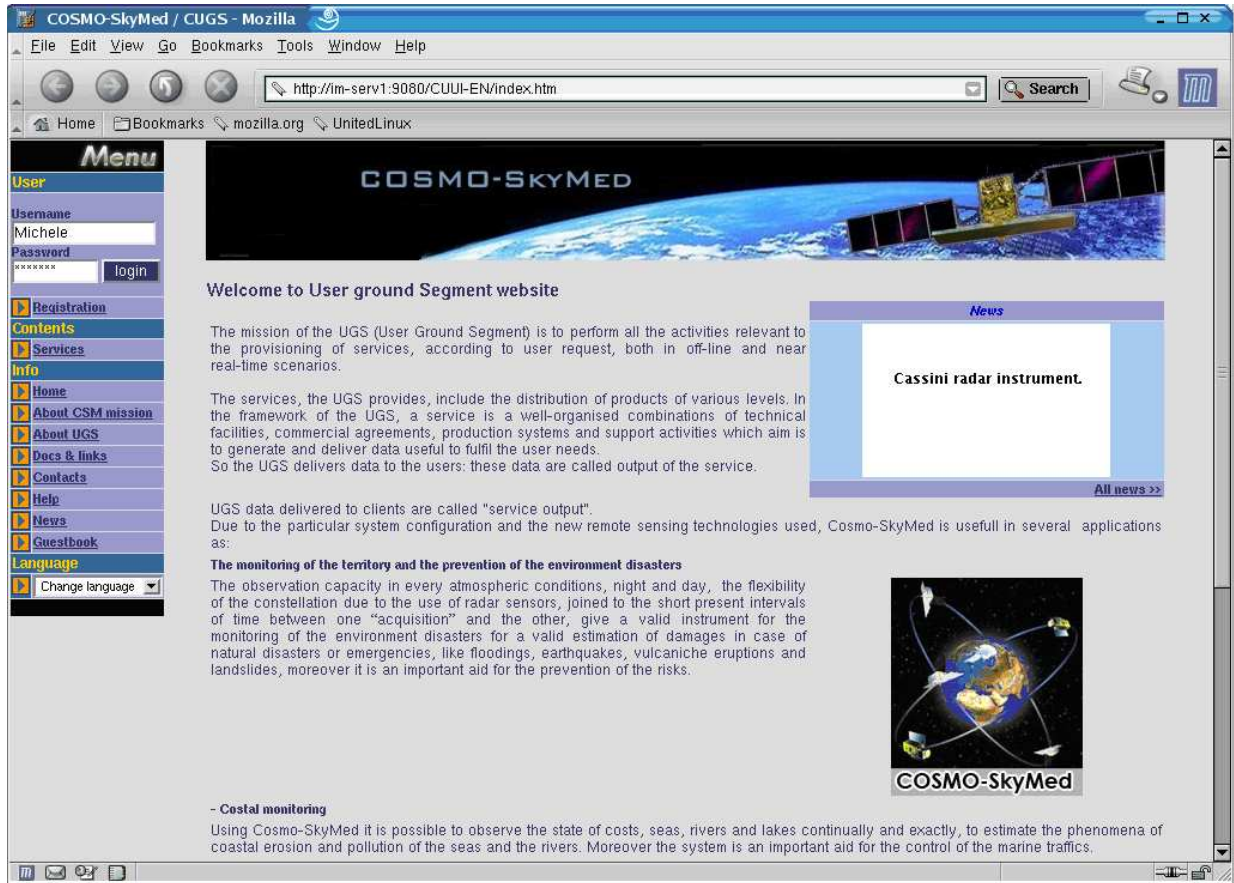 COSMO-SkyMed / CUGS - Mozilla
File Edit View Go Bookmarks Tools Window Help
http://im-serv1:9080/CUUI-EN/index.htm
Search
Home Bookmarks mozilla.org UnitedLinux
Menu
User
Username
Michele
Password
*******
login
Registration
Contents
Services
Info
Home
About CSM mission
About UGS
Docs & links
Contacts
Help
News
Guestbook
Language
Change language
COSMO-SKYMED
Welcome to User ground Segment website
The mission of the UGS (User Ground Segment) is to perform all the activities relevant to
the provisioning of services, according to user request, both in off-line and near
real-time scenarios.
The services, the UGS provides, include the distribution of products of various levels. In
the framework of the UGS, a service is a well-organised combinations of technical
facilities, commercial agreements, production systems and support activities which aim is
to generate and deliver data useful to fulfil the user needs.
So the UGS delivers data to the users: these data are called output of the service.
News
Cassini radar instrument.
All news >>
UGS data delivered to clients are called "service output".
Due to the particular system configuration and the new remote sensing technologies used, Cosmo-SkyMed is usefull in several applications
as:
The monitoring of the territory and the prevention of the environment disasters
The observation capacity in every atmospheric conditions, night and day, the flexibility
of the constellation due to the use of radar sensors, joined to the short present intervals
of time between one “acquisition” and the other, give a valid instrument for the
monitoring of the environment disasters for a valid estimation of damages in case of
natural disasters or emergencies, like floodings, earthquakes, vulcaniche eruptions and
landslides, moreover it is an important aid for the prevention of the risks.
COSMO-SkyMed
- Costal monitoring
Using Cosmo-SkyMed it is possible to observe the state of costs, seas, rivers and lakes continually and exactly, to estimate the phenomena of
coastal erosion and pollution of the seas and the rivers. Moreover the system is an important aid for the control of the marine traffics.